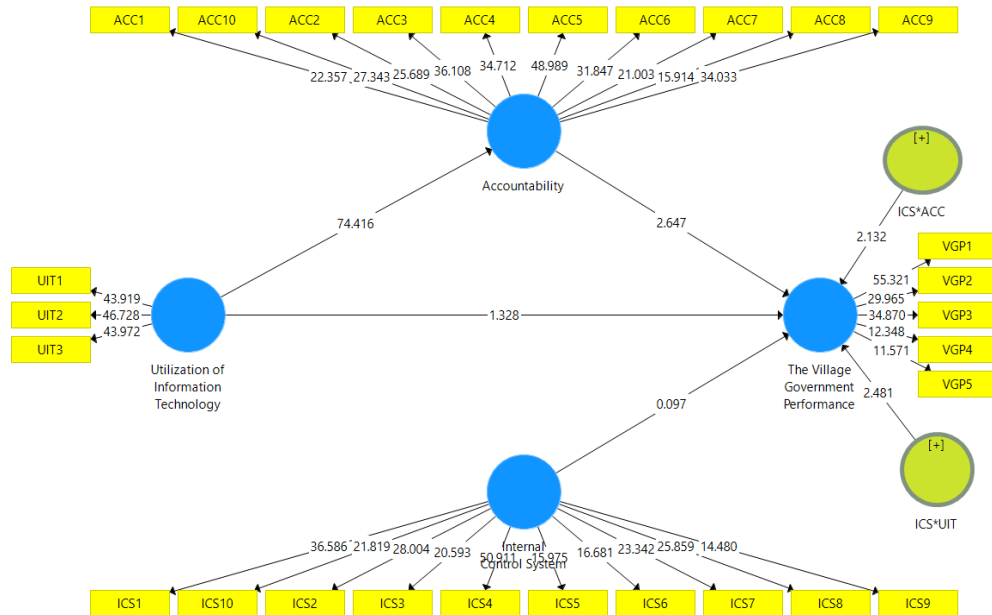 ACC1 ACC10 ACC2 ACC3 ACC4 ACC5 ACC6 ACC7 ACC8 ACC9
22.357 27.343 25.689 36.108 34.712 48.989 31.847 21.003 15.914 34.033
Accountability
[+]
ICS*ACC
74.416
2.647
2.132
UIT1
UIT2
UIT3
43.919
46.728
43.972
Utilization of
Information
Technology
1.328
The Village
Government
Performance
55.321
29.965
34.870
12.348
11.571
VGP1
VGP2
VGP3
VGP4
VGP5
0.097
2.481
[+]
ICS*UIT
Internal
Control System
36.586 21.819 28.004 20.593 50.911 15.975 16.681 23.342 25.859 14.480
ICS1 ICS10 ICS2 ICS3 ICS4 ICS5 ICS6 ICS7 ICS8 ICS9